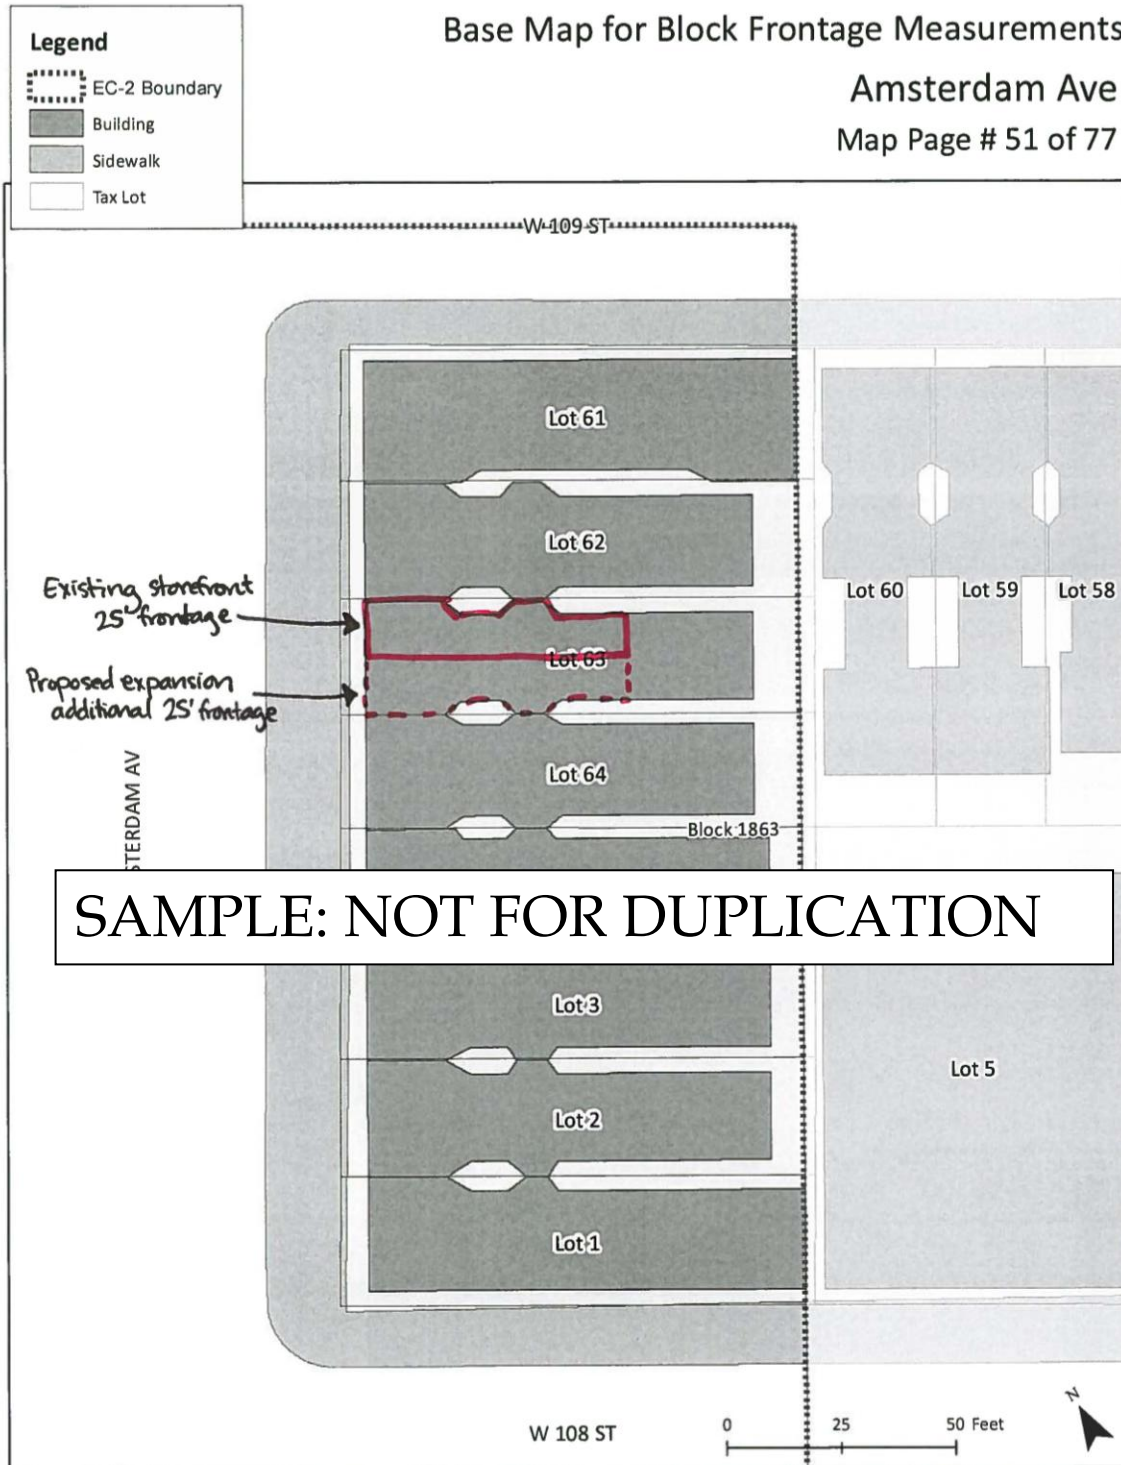 Legend
EC-2 Boundary
Building
Sidewalk
Tax Lot
Base Map for Block Frontage Measurements
Amsterdam Ave
Map Page # 51 of 77
W 109 ST
Lot 61
Lot 62
Existing storefront
25' frontage
Lot 60
Lot 59
Lot 58
Lot 63
Proposed expansion
additional 25' frontage
Lot 64
STERDAM AV
Block 1863
SAMPLE: NOT FOR DUPLICATION
Lot 3
Lot 5
Lot 2
Lot 1
W 108 ST
0
25
50 Feet
N